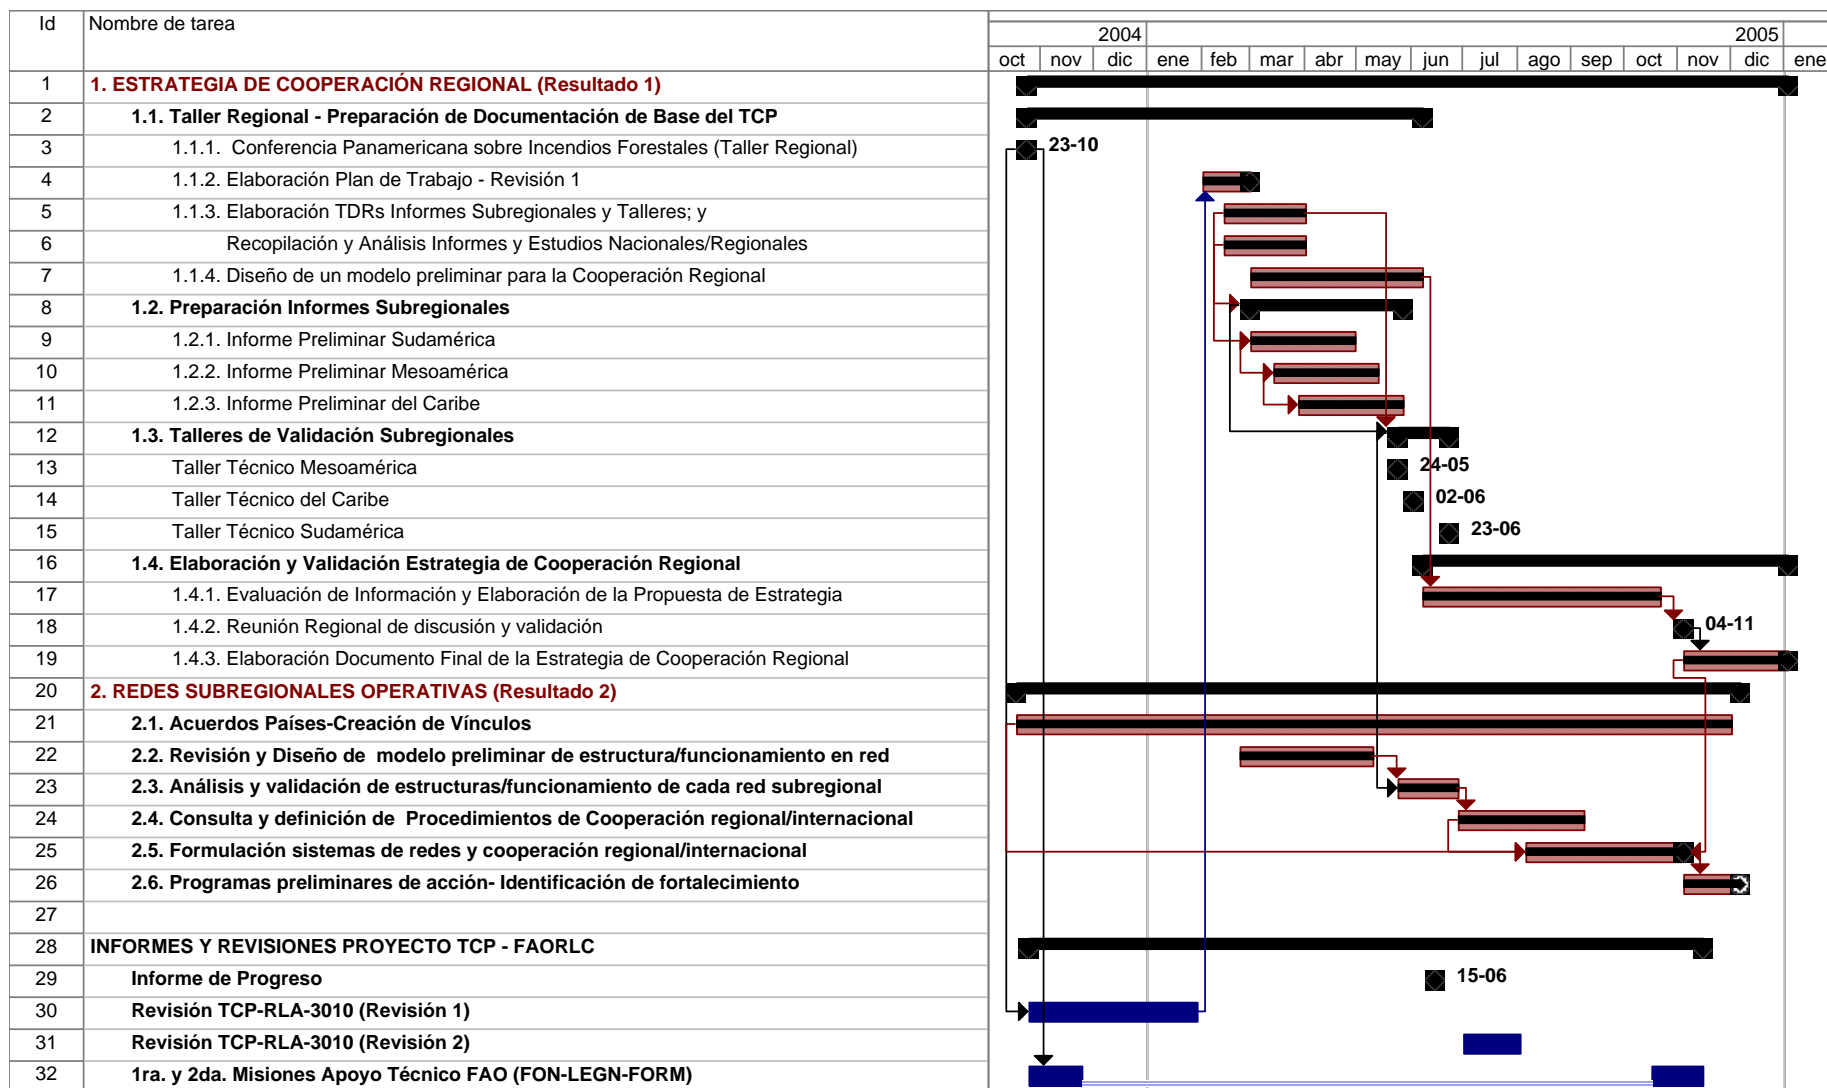 Id Nombre de tarea
2004 2005
oct nov dic ene feb mar abr may jun jul ago sep oct nov dic ene
1 1. ESTRATEGIA DE COOPERACIÓN REGIONAL (Resultado 1)
2 1.1. Taller Regional - Preparación de Documentación de Base del TCP
3 1.1.1. Conferencia Panamericana sobre Incendios Forestales (Taller Regional) 23-10
4 1.1.2. Elaboración Plan de Trabajo - Revisión 1
5 1.1.3. Elaboración TDRs Informes Subregionales y Talleres; y
6 Recopilación y Análisis Informes y Estudios Nacionales/Regionales
7 1.1.4. Diseño de un modelo preliminar para la Cooperación Regional
8 1.2. Preparación Informes Subregionales
9 1.2.1. Informe Preliminar Sudamérica
10 1.2.2. Informe Preliminar Mesoamérica
11 1.2.3. Informe Preliminar del Caribe
12 1.3. Talleres de Validación Subregionales
13 Taller Técnico Mesoamérica 24-05
14 Taller Técnico del Caribe 02-06
15 Taller Técnico Sudamérica 23-06
16 1.4. Elaboración y Validación Estrategia de Cooperación Regional
17 1.4.1. Evaluación de Información y Elaboración de la Propuesta de Estrategia
18 1.4.2. Reunión Regional de discusión y validación 04-11
19 1.4.3. Elaboración Documento Final de la Estrategia de Cooperación Regional
20 2. REDES SUBREGIONALES OPERATIVAS (Resultado 2)
21 2.1. Acuerdos Países-Creación de Vínculos
22 2.2. Revisión y Diseño de modelo preliminar de estructura/funcionamiento en red
23 2.3. Análisis y validación de estructuras/funcionamiento de cada red subregional
24 2.4. Consulta y definición de Procedimientos de Cooperación regional/internacional
25 2.5. Formulación sistemas de redes y cooperación regional/internacional
26 2.6. Programas preliminares de acción- Identificación de fortalecimiento
27
28 INFORMES Y REVISIONES PROYECTO TCP - FAORLC
29 Informe de Progreso 15-06
30 Revisión TCP-RLA-3010 (Revisión 1)
31 Revisión TCP-RLA-3010 (Revisión 2)
32 1ra. y 2da. Misiones Apoyo Técnico FAO (FON-LEGN-FORM)